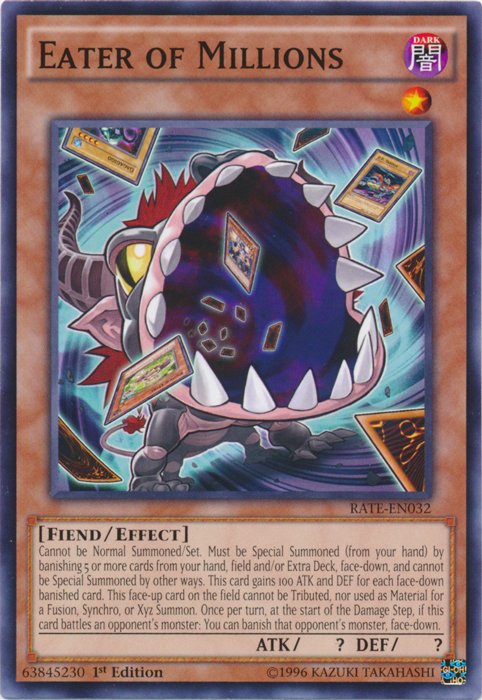 EATER OF MILLIONS
DARK
闇
RATE-EN032
[FIEND/EFFECT]
Cannot be Normal Summoned/Set. Must be Special Summoned (from your hand) by
banishing 5 or more cards from your hand, field and/or Extra Deck, face-down, and cannot
be Special Summoned by other ways. This card gains 100 ATK and DEF for each face-down
banished card. This face-up card on the field cannot be Tributed, nor used as Material for
a Fusion, Synchro, or Xyz Summon. Once per turn, at the start of the Damage Step, if this
card battles an opponent's monster: You can banish that opponent's monster, face-down.
ATK/ ? DEF/ ?
63845230 1st Edition ©1996 KAZUKI TAKAHASHI